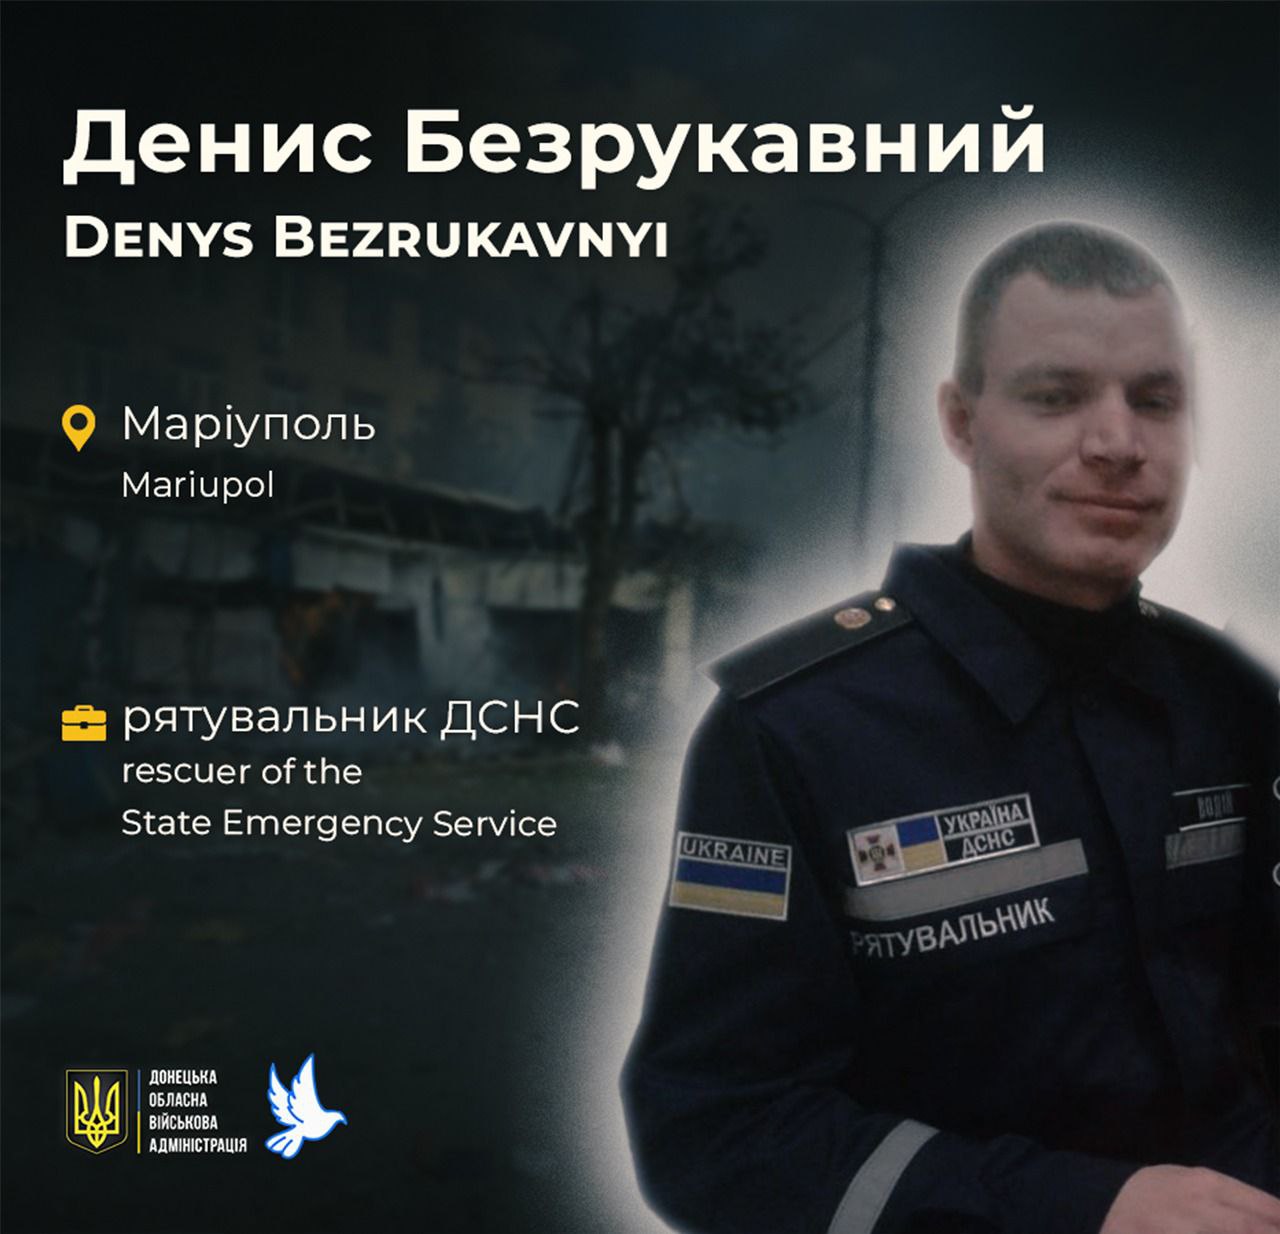 Денис Безрукавний
Denys Bezrukavnyi
Маріуполь
Mariupol
рятувальник ДСНС
rescuer of the
State Emergency Service
UKRAINE
УКРАЇНА
ДСНС
РЯТУВАЛЬНИК
ВОДІЙ
ДОНЕЦЬКА
ОБЛАСНА
ВІЙСЬКОВА
АДМІНІСТРАЦІЯ